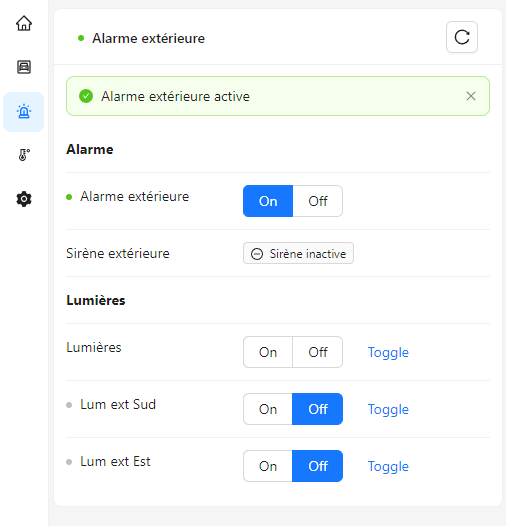 Alarme extérieure
Alarme extérieure active
Alarme
Alarme extérieure On Off
Sirène extérieure Sirène inactive
Lumières
Lumières On Off Toggle
Lum ext Sud On Off Toggle
Lum ext Est On Off Toggle